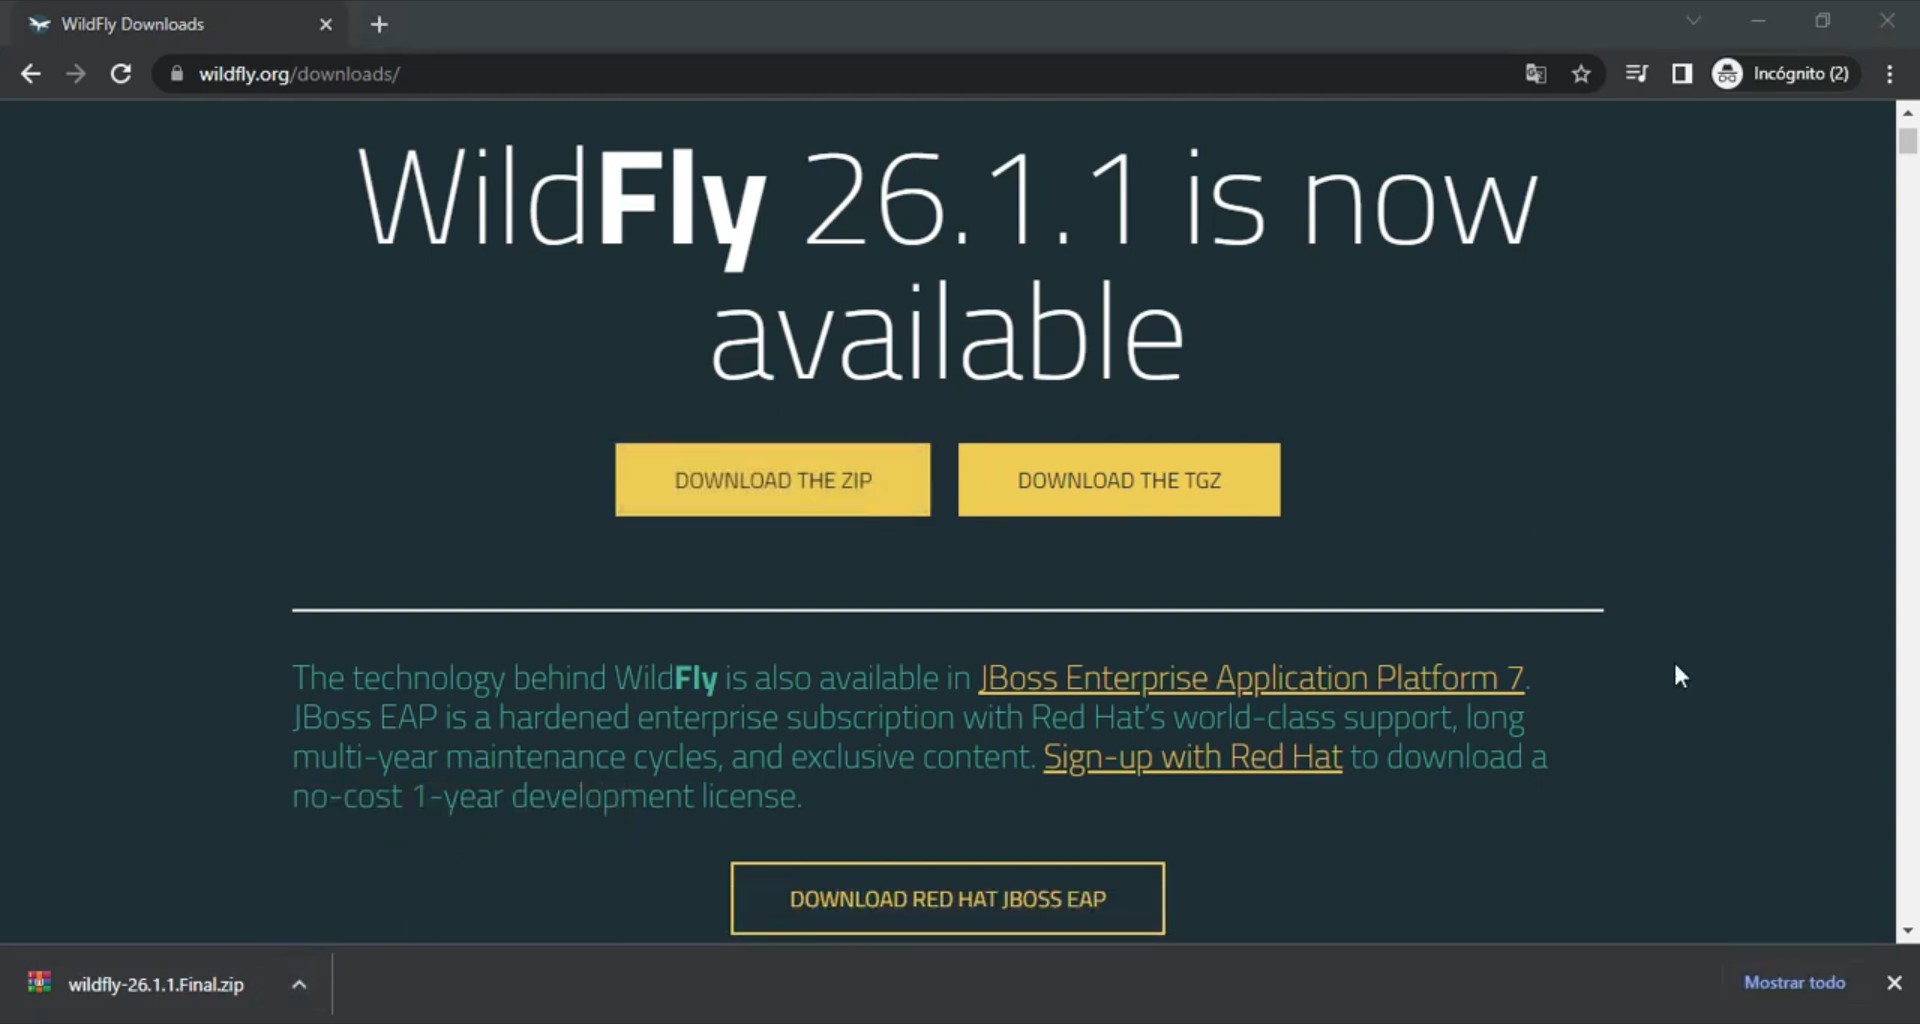 WildFly Downloads
wildfly.org/downloads/
Incógnito (2)
WildFly 26.1.1 is now
available
DOWNLOAD THE ZIP
DOWNLOAD THE TGZ
The technology behind WildFly is also available in JBoss Enterprise Application Platform 7.
JBoss EAP is a hardened enterprise subscription with Red Hat's world-class support, long
multi-year maintenance cycles, and exclusive content. Sign-up with Red Hat to download a
no-cost 1-year development license.
DOWNLOAD RED HAT JBOSS EAP
wildfly-26.1.1.Final.zip
Mostrar todo